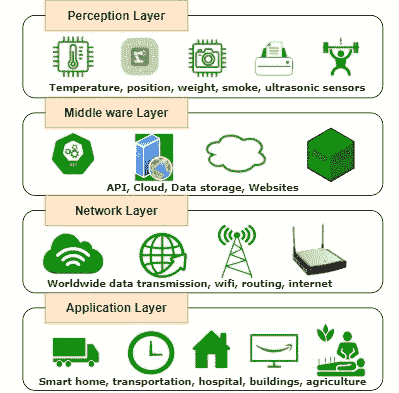 Perception Layer
Temperature, position, weight, smoke, ultrasonic sensors
Middle ware Layer
API, Cloud, Data storage, Websites
Network Layer
Worldwide data transmission, wifi, routing, internet
Application Layer
Smart home, transportation, hospital, buildings, agriculture